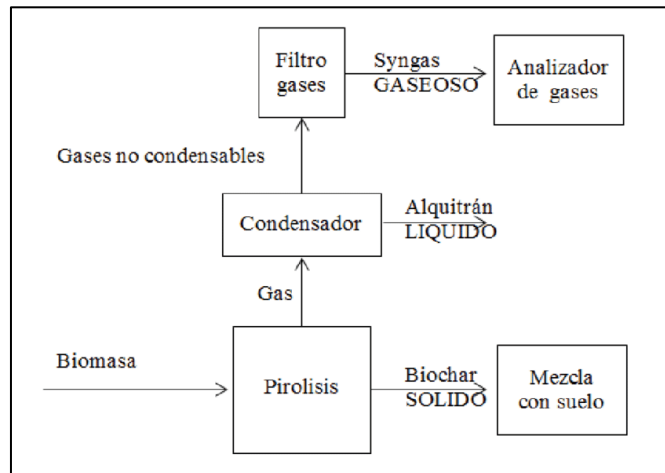 Filtro
gases
Syngas
GASEOSO
Analizador
de gases
Gases no condensables
Condensador
Alquitrán
LIQUIDO
Gas
Biomasa
Pirolisis
Biochar
SOLIDO
Mezcla
con suelo